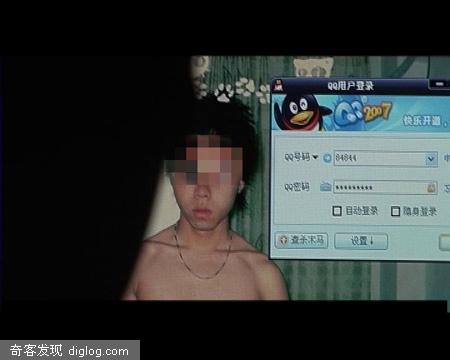 QQ用户登录
QQ2007
快乐开道,
QQ号码 84844
QQ密码 *********
自动登录 隐身登录
查杀木马 设置↓
奇客发现 diglog.com